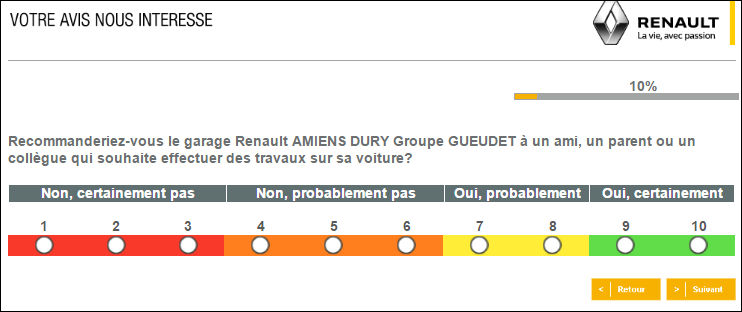 VOTRE AVIS NOUS INTERESSE
RENAULT
La vie, avec passion
10%
Recommanderiez-vous le garage Renault AMIENS DURY Groupe GUEUDET à un ami, un parent ou un
collègue qui souhaite effectuer des travaux sur sa voiture?
Non, certainement pas Non, probablement pas Oui, probablement Oui, certainement
1 2 3 4 5 6 7 8 9 10
< Retour > Suivant